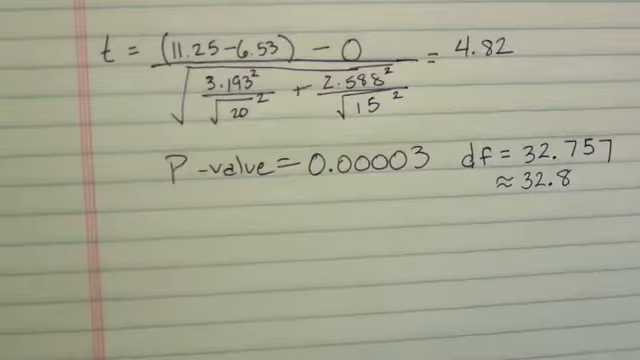 t = (11.25-6.53) - 0 / √(3.193² / √20² + 2.588² / √15²) = 4.82
P-value = 0.00003 df = 32.757
≈ 32.8